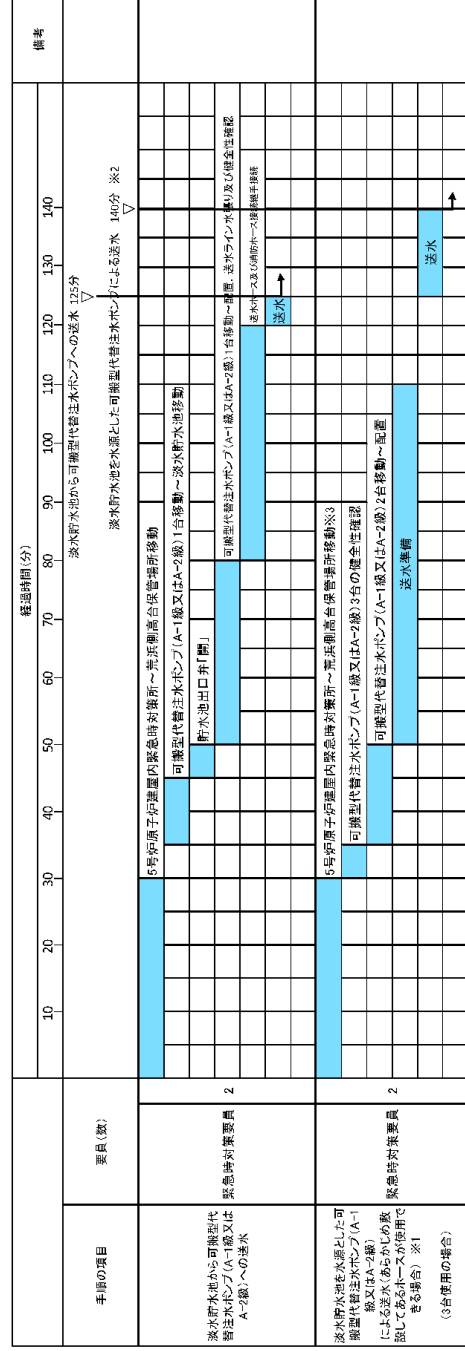 手順の項目
要員(数)
経過時間(分)
備考
10
20
30
40
50
60
70
80
90
100
110
120
130
140
淡水貯水池から可搬型代替注水ポンプへの送水 125分
淡水貯水池を水源とした可搬型代替注水ポンプによる送水 140分 ※2
淡水貯水池から可搬型代
替注水ポンプ(A-1級又は
A-2級)への送水
緊急時対策要員
2
5号炉原子炉建屋内緊急時対策所～荒浜側高台保管場所移動
可搬型代替注水ポンプ(A-1級又はA-2級)1台移動～淡水貯水池移動
貯水池出口弁「開」
可搬型代替注水ポンプ(A-1級又はA-2級)1台移動～配置、送水ライン水張り及び健全性確認
送水ホース及び消防ホース接続継手接続
送水
淡水貯水池を水源とした可
搬型代替注水ポンプ(A-1
級又はA-2級)
による送水(あらかじめ敷
設してあるホースが使用で
きる場合) ※1
(3台使用の場合)
緊急時対策要員
2
5号炉原子炉建屋内緊急時対策所～荒浜側高台保管場所移動※3
可搬型代替注水ポンプ(A-1級又はA-2級)3台の健全性確認
可搬型代替注水ポンプ(A-1級又はA-2級)2台移動～配置
送水準備
送水